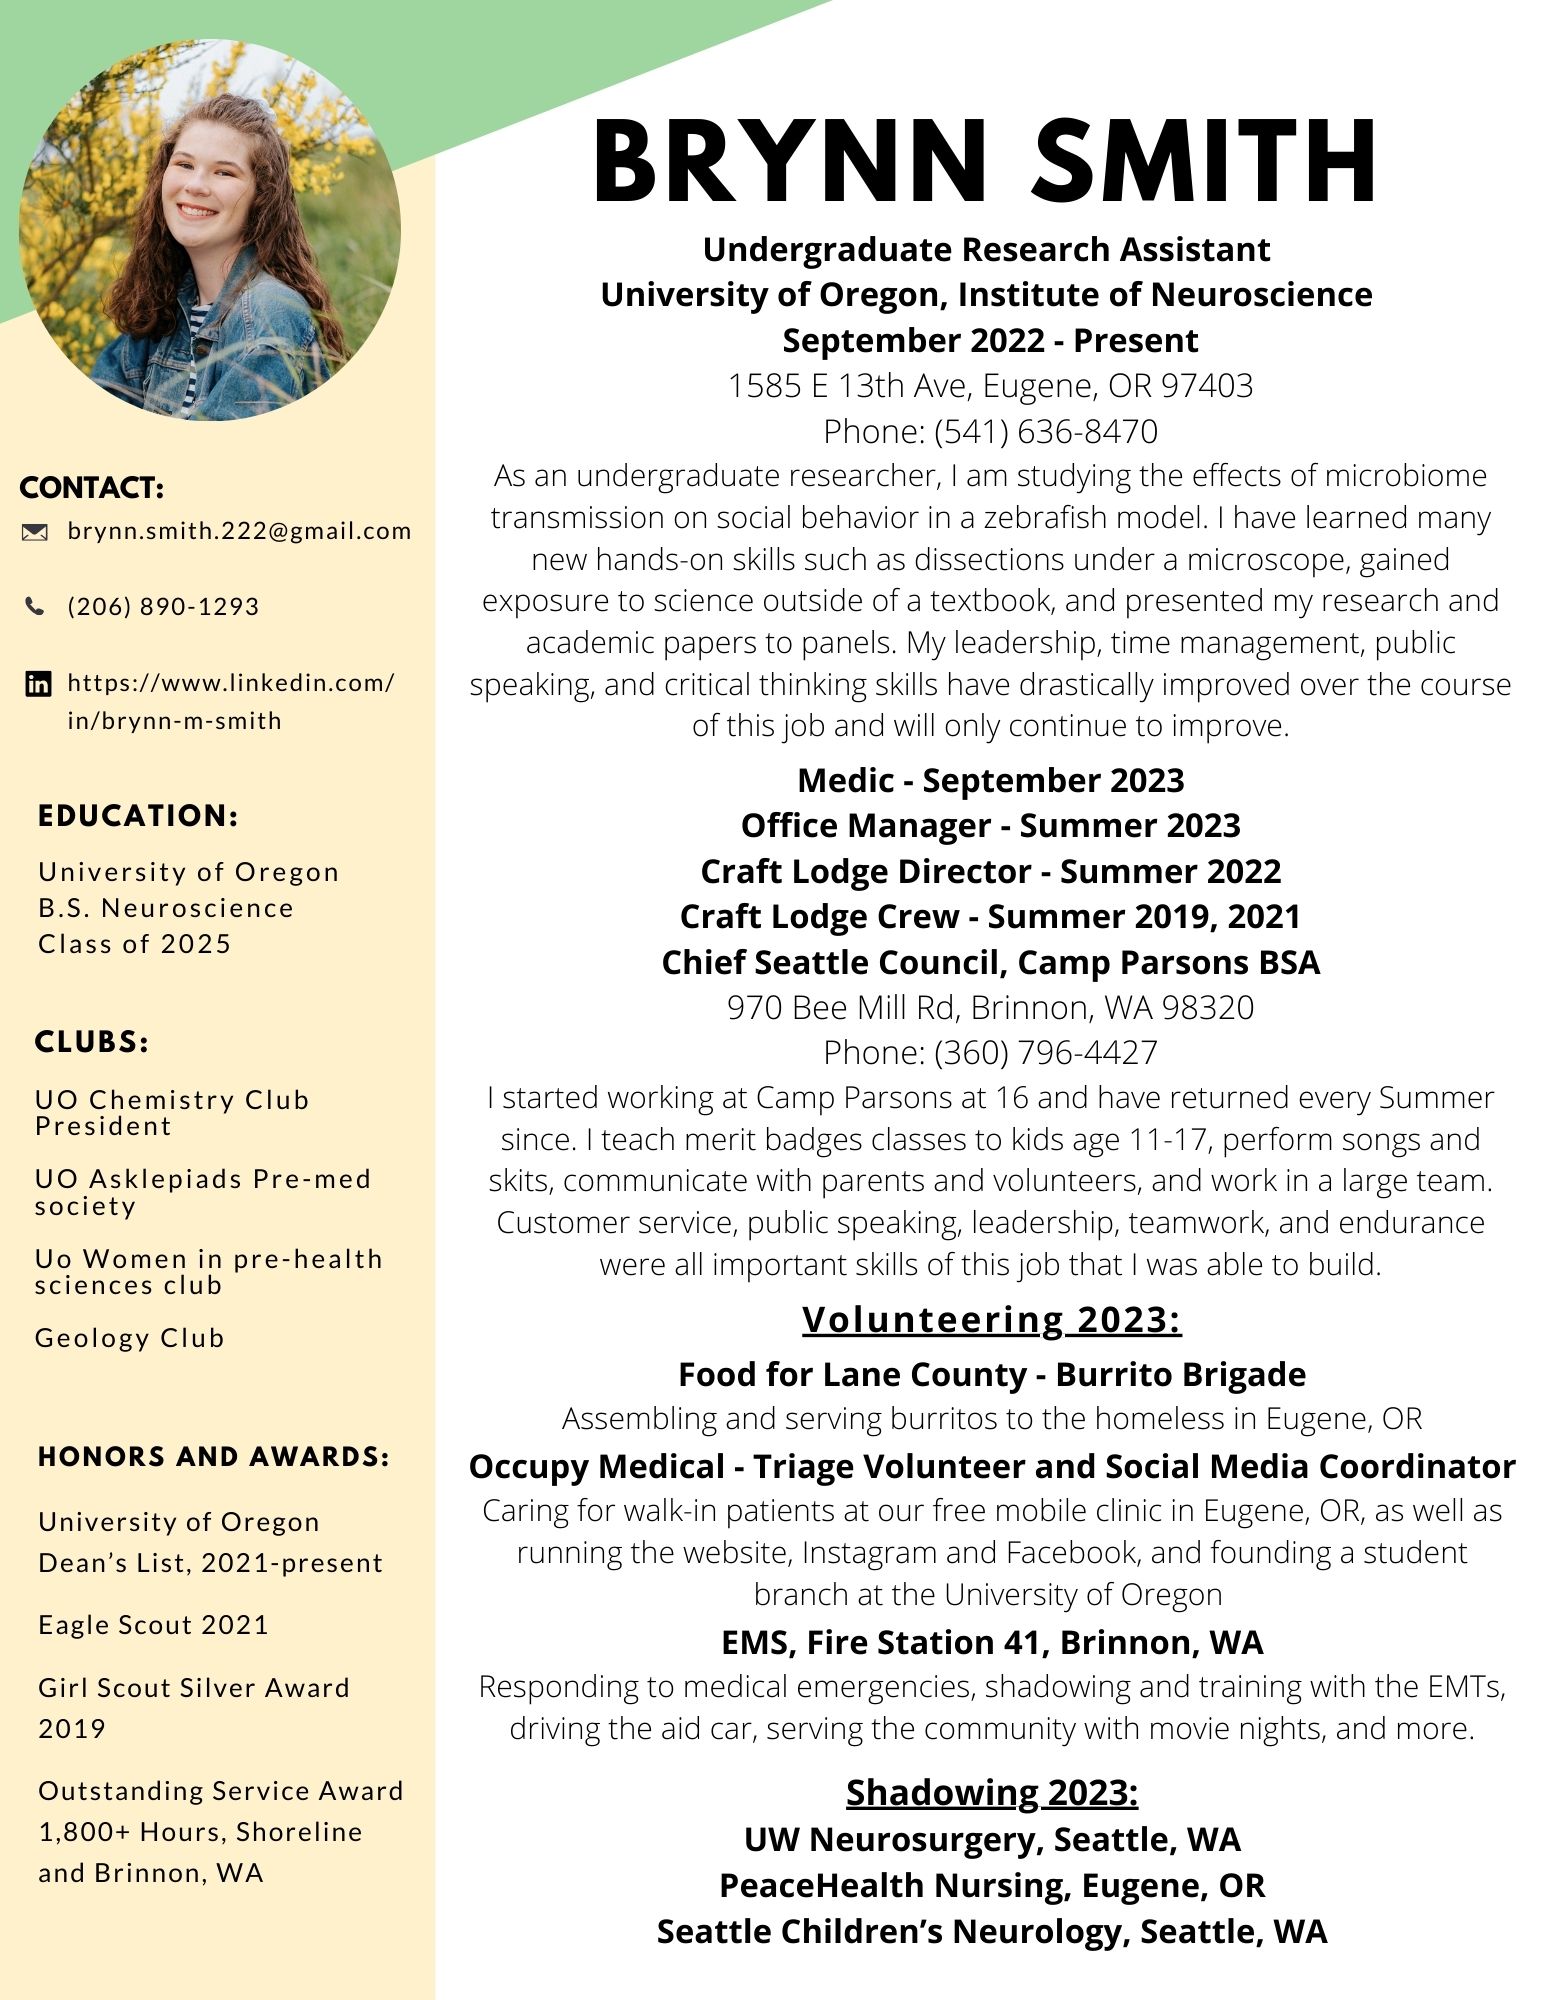 BRYNN SMITH
Undergraduate Research Assistant
University of Oregon, Institute of Neuroscience
September 2022 - Present
1585 E 13th Ave, Eugene, OR 97403
Phone: (541) 636-8470
As an undergraduate researcher, I am studying the effects of microbiome
transmission on social behavior in a zebrafish model. I have learned many
new hands-on skills such as dissections under a microscope, gained
exposure to science outside of a textbook, and presented my research and
academic papers to panels. My leadership, time management, public
speaking, and critical thinking skills have drastically improved over the course
of this job and will only continue to improve.
Medic - September 2023
Office Manager - Summer 2023
Craft Lodge Director - Summer 2022
Craft Lodge Crew - Summer 2019, 2021
Chief Seattle Council, Camp Parsons BSA
970 Bee Mill Rd, Brinnon, WA 98320
Phone: (360) 796-4427
I started working at Camp Parsons at 16 and have returned every Summer
since. I teach merit badges classes to kids age 11-17, perform songs and
skits, communicate with parents and volunteers, and work in a large team.
Customer service, public speaking, leadership, teamwork, and endurance
were all important skills of this job that I was able to build.
Volunteering 2023:
Food for Lane County - Burrito Brigade
Assembling and serving burritos to the homeless in Eugene, OR
Occupy Medical - Triage Volunteer and Social Media Coordinator
Caring for walk-in patients at our free mobile clinic in Eugene, OR, as well as
running the website, Instagram and Facebook, and founding a student
branch at the University of Oregon
EMS, Fire Station 41, Brinnon, WA
Responding to medical emergencies, shadowing and training with the EMTs,
driving the aid car, serving the community with movie nights, and more.
Shadowing 2023:
UW Neurosurgery, Seattle, WA
PeaceHealth Nursing, Eugene, OR
Seattle Children’s Neurology, Seattle, WA
CONTACT:
brynn.smith.222@gmail.com
(206) 890-1293
in https://www.linkedin.com/
in/brynn-m-smith
EDUCATION:
University of Oregon
B.S. Neuroscience
Class of 2025
CLUBS:
UO Chemistry Club
President
UO Asklepiads Pre-med
society
Uo Women in pre-health
sciences club
Geology Club
HONORS AND AWARDS:
University of Oregon
Dean’s List, 2021-present
Eagle Scout 2021
Girl Scout Silver Award
2019
Outstanding Service Award
1,800+ Hours, Shoreline
and Brinnon, WA